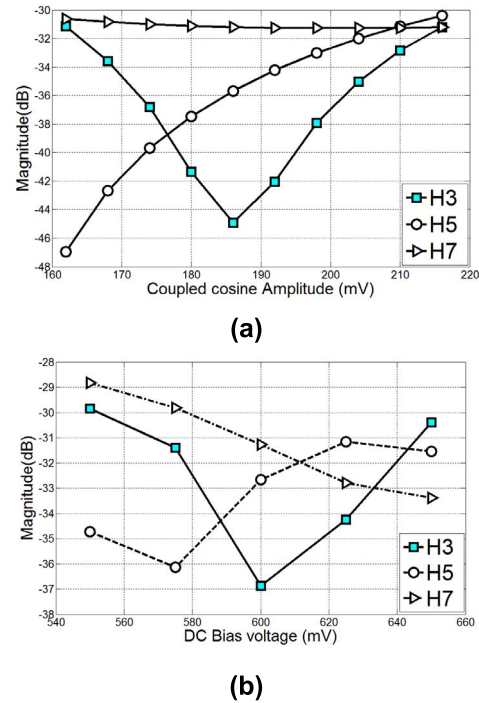 -30
-32
-34
-36
-38
-40
-42
-44
-46
-48
Magnitude(dB)
H3
H5
H7
160 170 180 190 200 210 220
Coupled cosine Amplitude (mV)
(a)
-28
-29
-30
-31
-32
-33
-34
-35
-36
-37
-38
Magnitude(dB)
H3
H5
H7
540 560 580 600 620 640 660
DC Bias voltage (mV)
(b)